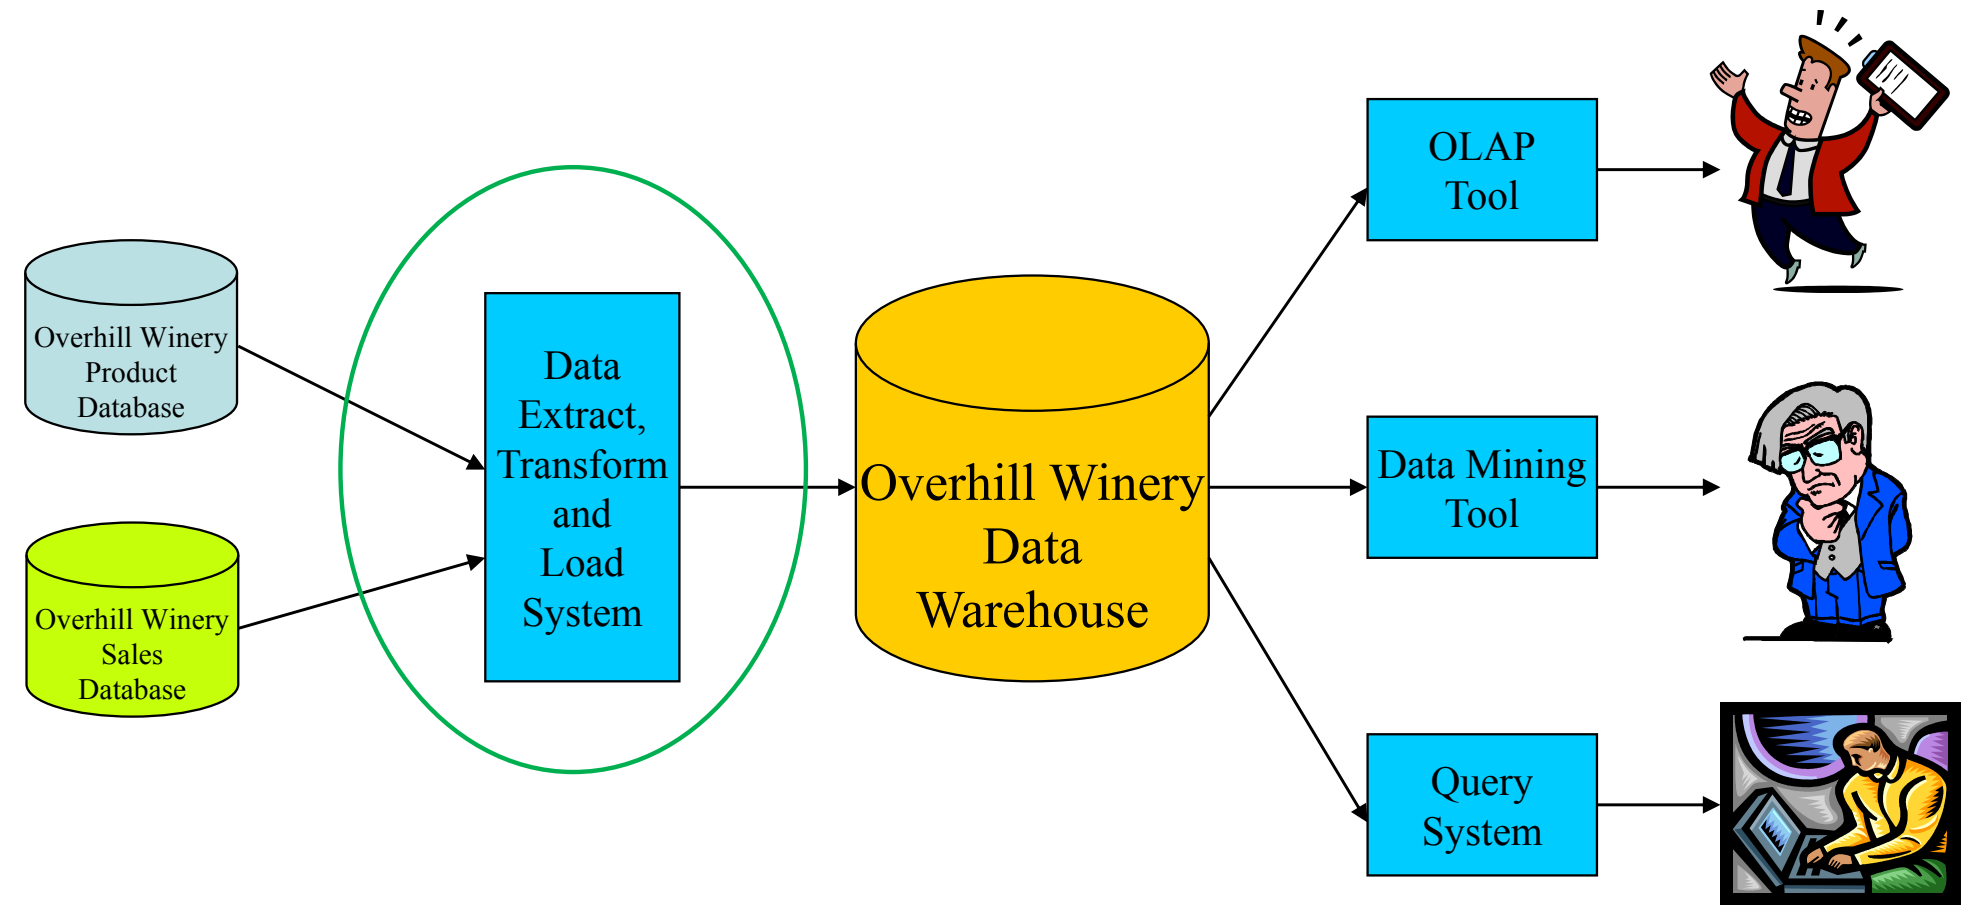 Overhill Winery
Product
Database
Overhill Winery
Sales
Database
Data
Extract,
Transform
and
Load
System
Overhill Winery
Data
Warehouse
OLAP
Tool
Data Mining
Tool
Query
System